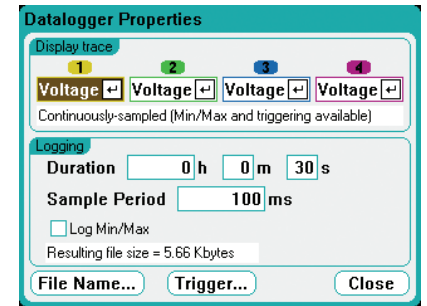 Datalogger Properties
Display trace
1 2 3 4
Voltage Voltage Voltage Voltage
Continuously-sampled (Min/Max and triggering available)
Logging
Duration 0 h 0 m 30 s
Sample Period 100 ms
Log Min/Max
Resulting file size = 5.66 Kbytes
File Name... Trigger... Close